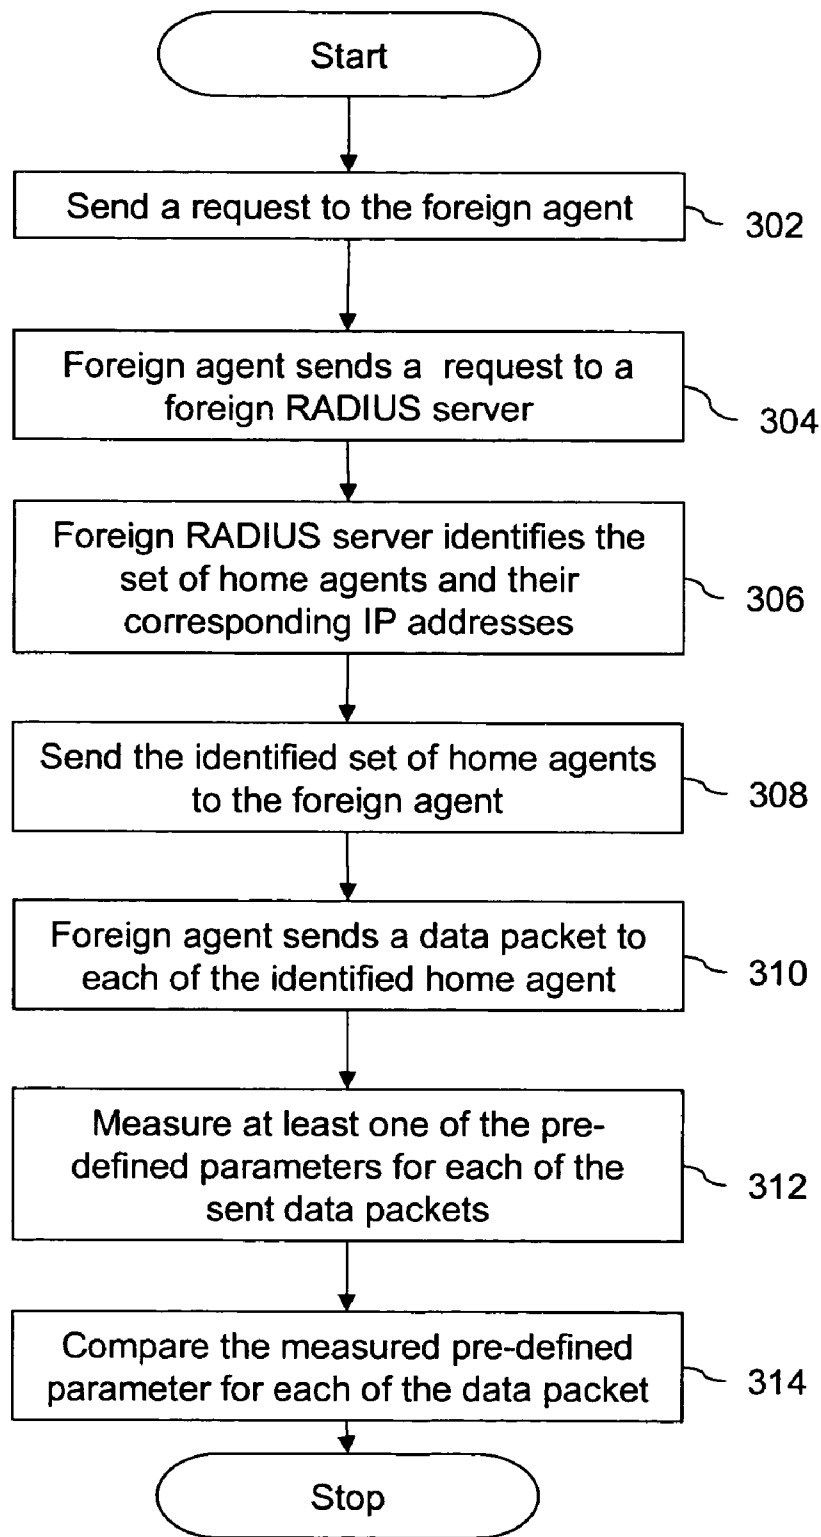 Start
Send a request to the foreign agent
302
Foreign agent sends a request to a
foreign RADIUS server
304
Foreign RADIUS server identifies the
set of home agents and their
corresponding IP addresses
306
Send the identified set of home agents
to the foreign agent
308
Foreign agent sends a data packet to
each of the identified home agent
310
Measure at least one of the pre-
defined parameters for each of the
sent data packets
312
Compare the measured pre-defined
parameter for each of the data packet
314
Stop